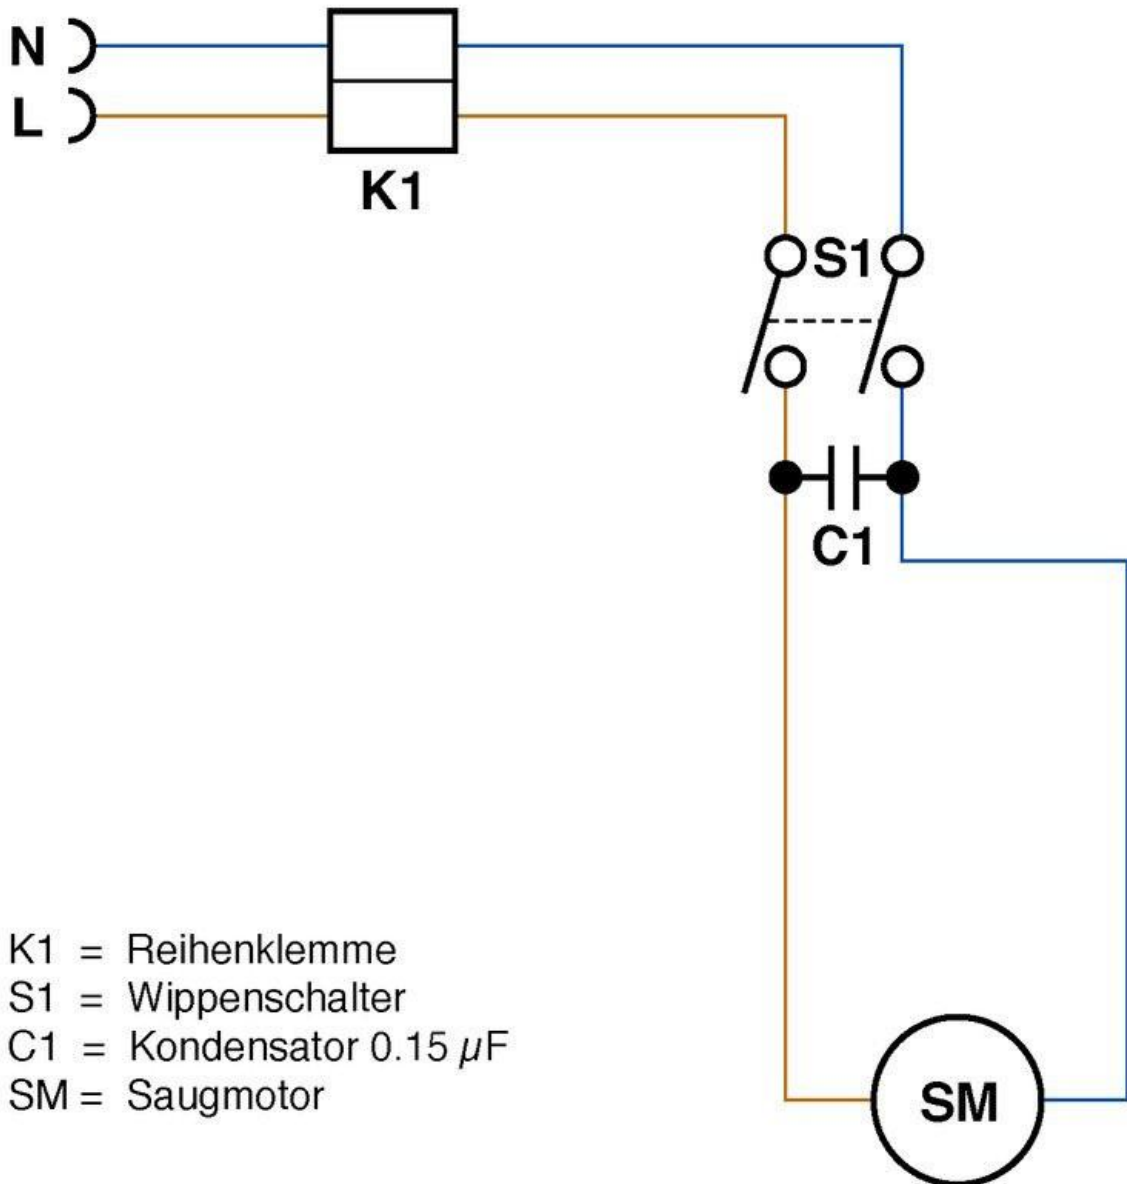 N
L
K1
S1
C1
K1 = Reihenklemme
S1 = Wippenschalter
C1 = Kondensator 0.15 µF
SM = Saugmotor
SM